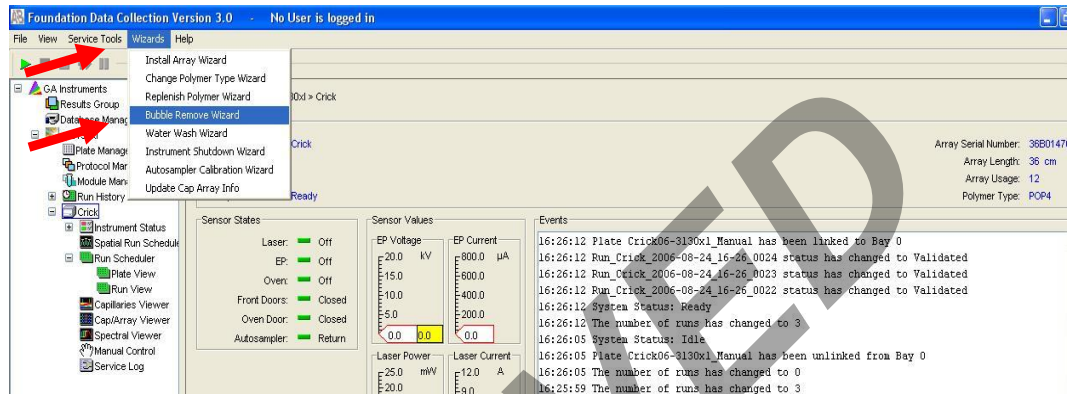 Foundation Data Collection Version 3.0 - No User is logged in
File View Service Tools Wizards Help
Install Array Wizard
Change Polymer Type Wizard
Replenish Polymer Wizard
Bubble Remove Wizard
Water Wash Wizard
Instrument Shutdown Wizard
Autosampler Calibration Wizard
Update Cap Array Info
GA Instruments
Results Group
Database Manag
Plate Manage
Protocol Mar
Module Man
Run History
Crick
Instrument Status
Spatial Run Schedule
Run Scheduler
Plate View
Run View
Capillaries Viewer
Cap/Array Viewer
Spectral Viewer
Manual Control
Service Log
0xl > Crick
Crick
Ready
Array Serial Number: 36B0147
Array Length: 36 cm
Array Usage: 12
Polymer Type: POP4
Sensor States
Laser: Off
EP: Off
Oven: Off
Front Doors: Closed
Oven Door: Closed
Autosampler: Return
Sensor Values
EP Voltage
20.0 kV
15.0
10.0
5.0
0.0 0.0
EP Current
800.0 µA
600.0
400.0
200.0
0.0
Laser Power
25.0 mW
20.0
Laser Current
12.0 A
9.0
Events
16:26:12 Plate Crick06-3130xl_Manual has been linked to Bay 0
16:26:12 Run_Crick_2006-08-24_16-26_0024 status has changed to Validated
16:26:12 Run_Crick_2006-08-24_16-26_0023 status has changed to Validated
16:26:12 Run_Crick_2006-08-24_16-26_0022 status has changed to Validated
16:26:12 System Status: Ready
16:26:12 The number of runs has changed to 3
16:26:05 System Status: Idle
16:26:05 Plate Crick06-3130xl_Manual has been unlinked from Bay 0
16:26:05 The number of runs has changed to 0
16:25:59 The number of runs has changed to 3